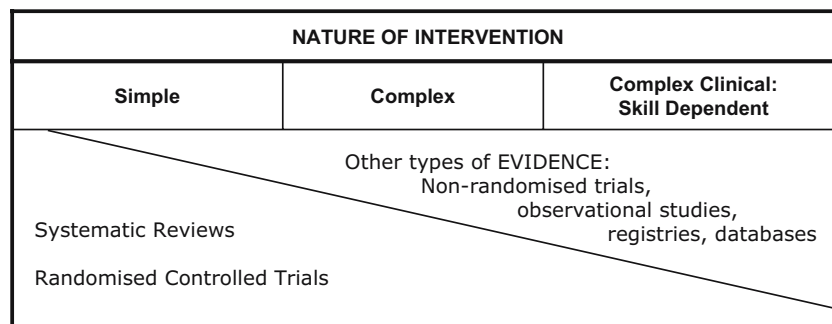 NATURE OF INTERVENTION
Simple
Complex
Complex Clinical:
Skill Dependent
Other types of EVIDENCE:
Non-randomised trials,
observational studies,
registries, databases
Systematic Reviews
Randomised Controlled Trials